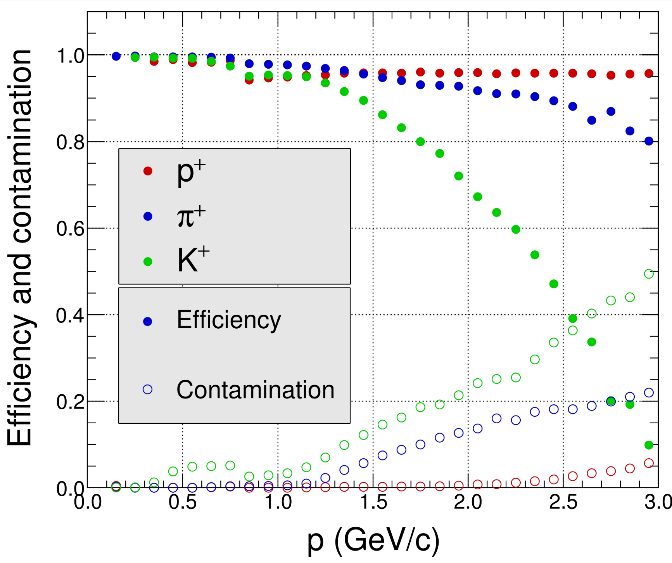 Efficiency and contamination
1.0
0.8
0.6
0.4
0.2
0.0
p⁺
π⁺
K⁺
Efficiency
Contamination
0.0 0.5 1.0 1.5 2.0 2.5 3.0
p (GeV/c)